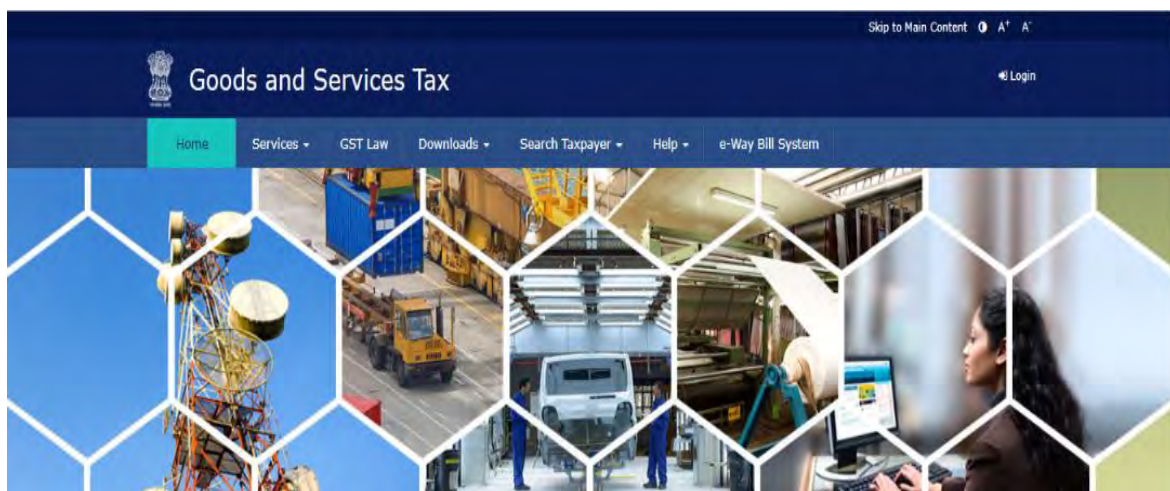 Skip to Main Content A+ A-
Goods and Services Tax
Login
Home Services GST Law Downloads Search Taxpayer Help e-Way Bill System